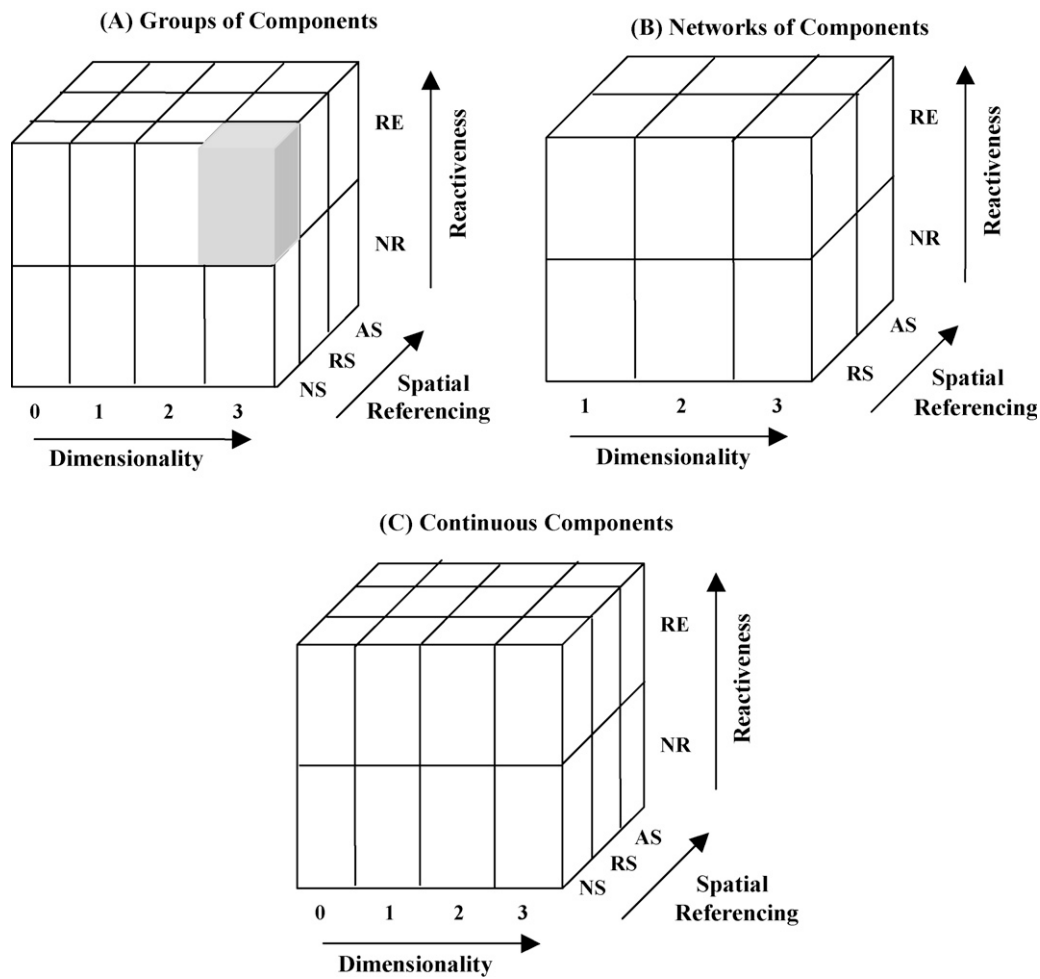 (A) Groups of Components
RE
NR
Reactiveness
AS
RS
NS
Spatial
Referencing
0 1 2 3
Dimensionality
(B) Networks of Components
RE
NR
Reactiveness
AS
RS
Spatial
Referencing
1 2 3
Dimensionality
(C) Continuous Components
RE
NR
Reactiveness
AS
RS
NS
Spatial
Referencing
0 1 2 3
Dimensionality